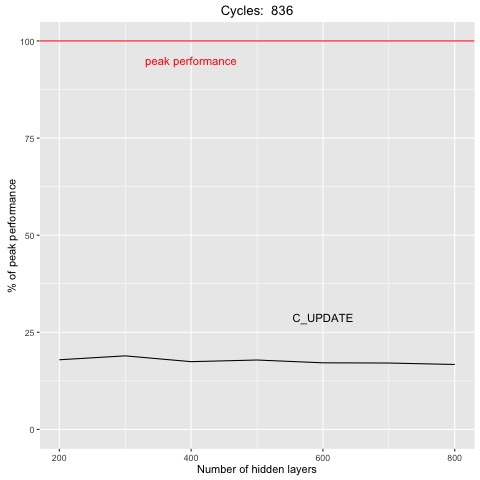 Cycles:  836
100
peak performance
75
% of peak performance
50
C_UPDATE
25
0
200 400 600 800
Number of hidden layers